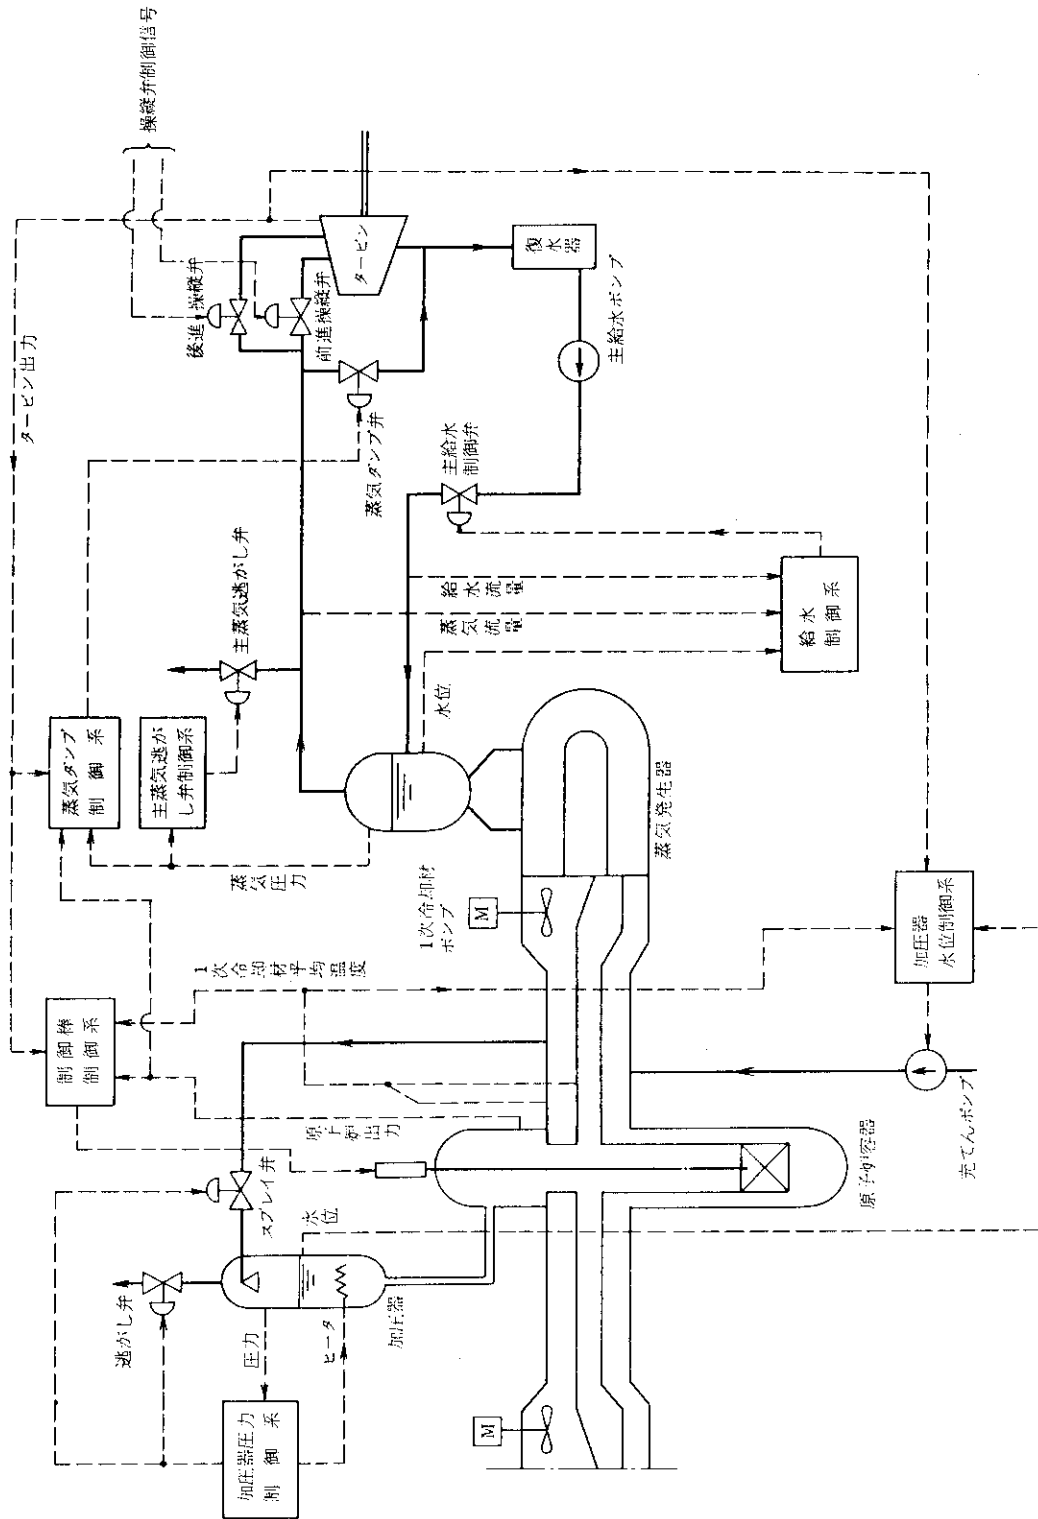 加圧器圧力
制御系
逃がし弁
圧力
ヒータ
スプレイ弁
水位
加圧器
M
制御棒
制御系
原子炉出力
1次冷却材平均温度
原子炉容器
充てんポンプ
加圧器
水位制御系
M
1次冷却材
ポンプ
蒸気発生器
蒸気圧力
蒸気ダンプ
制御系
主蒸気逃が
し弁制御系
主蒸気逃がし弁
水位
蒸気流量
給水流量
給水
制御系
主給水
制御弁
主給水ポンプ
蒸気ダンプ弁
タービン出力
後進操縦弁
前進操縦弁
タービン
復水器
操縦弁制御信号